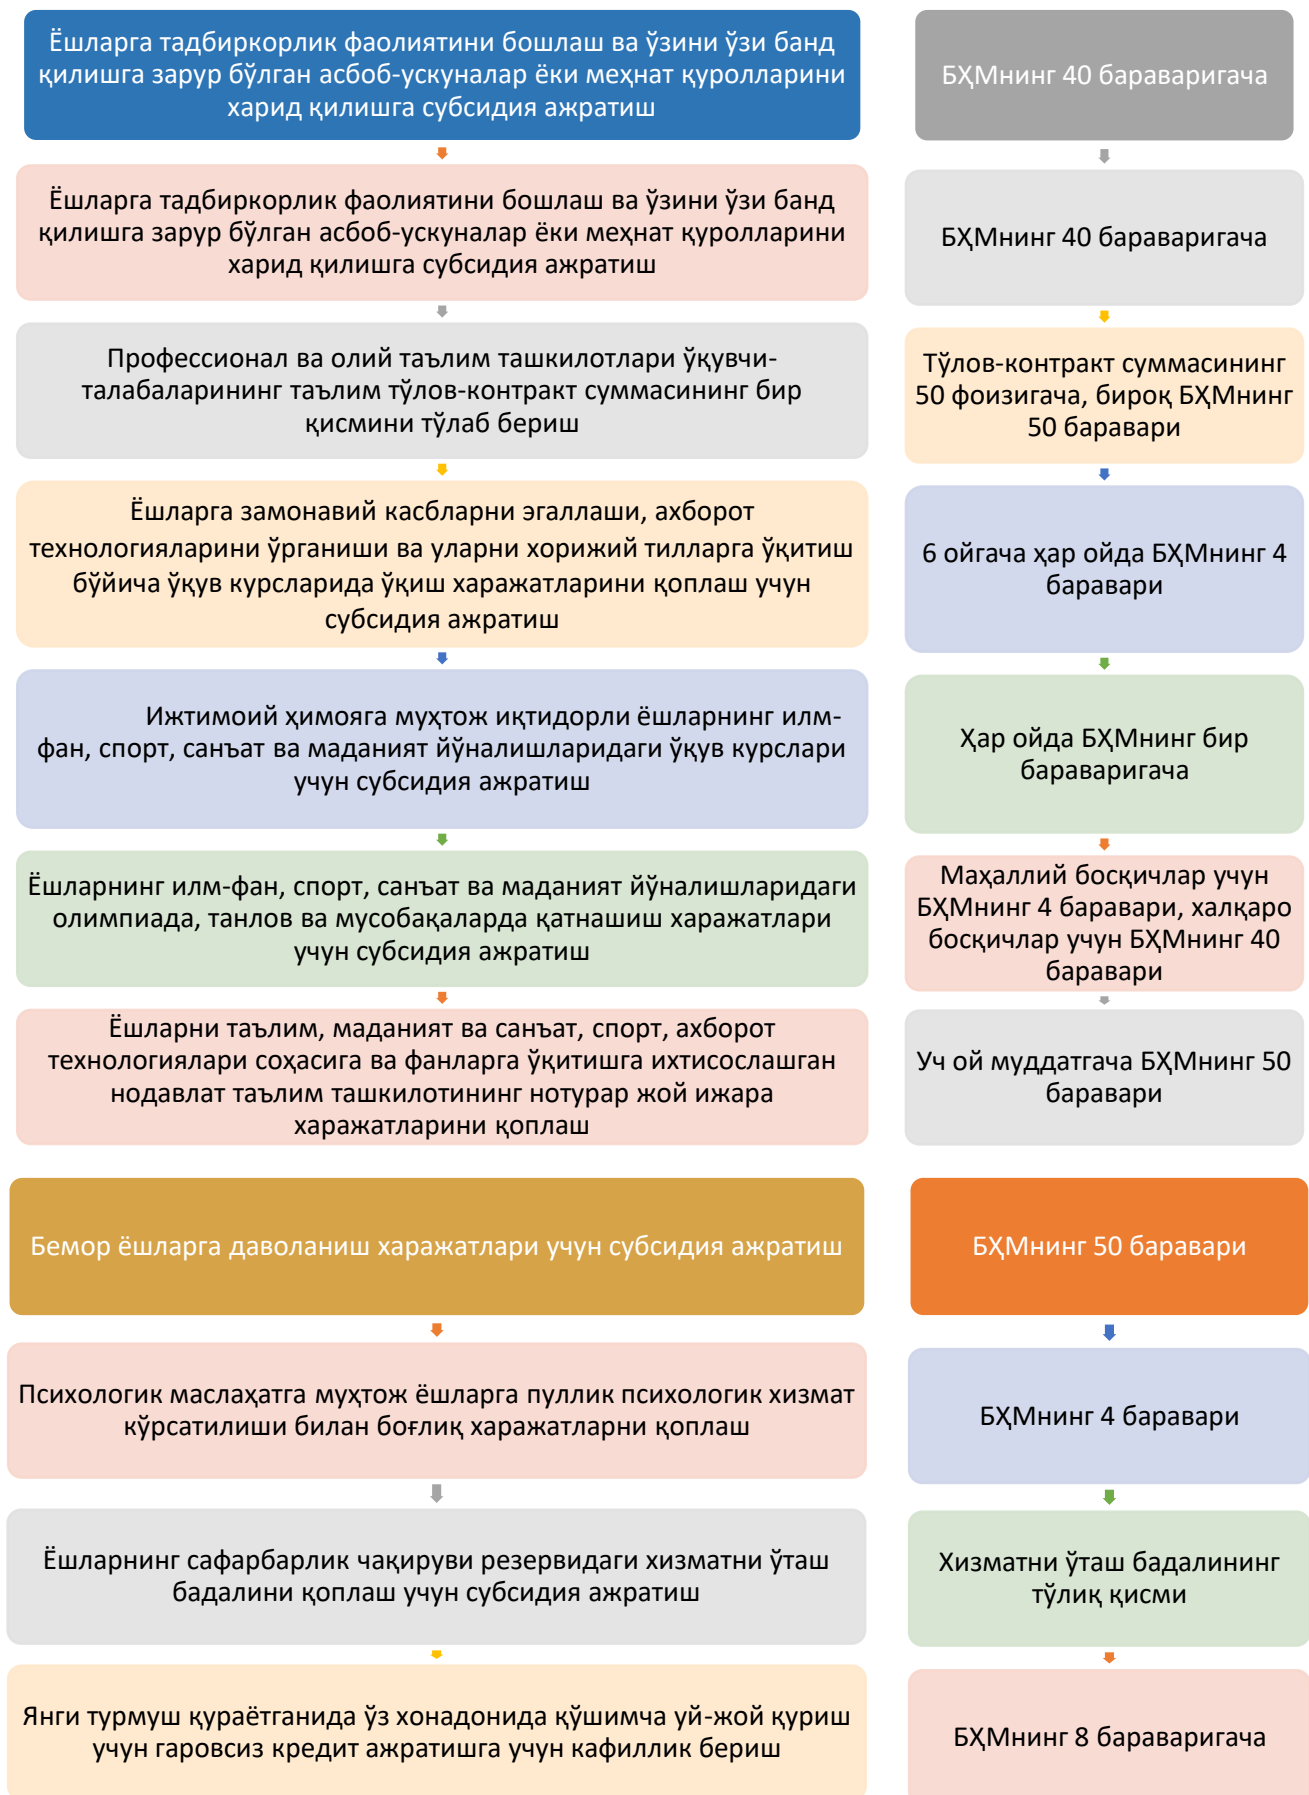 Ёшларга тадбиркорлик фаолиятини бошлаш ва ўзини ўзи банд
қилишга зарур бўлган асбоб-ускуналар ёки меҳнат қуролларини
харид қилишга субсидия ажратиш
БҲМнинг 40 бараваригача
Ёшларга тадбиркорлик фаолиятини бошлаш ва ўзини ўзи банд
қилишга зарур бўлган асбоб-ускуналар ёки меҳнат қуролларини
харид қилишга субсидия ажратиш
БҲМнинг 40 бараваригача
Профессионал ва олий таълим ташкилотлари ўқувчи-
талабаларининг таълим тўлов-контракт суммасининг бир
қисмини тўлаб бериш
Тўлов-контракт суммасининг
50 фоизигача, бироқ БҲМнинг
50 баравари
Ёшларга замонавий касбларни эгаллаши, ахборот
технологияларини ўрганиши ва уларни хорижий тилларга ўқитиш
бўйича ўқув курсларида ўқиш харажатларини қоплаш учун
субсидия ажратиш
6 ойгача ҳар ойда БҲМнинг 4
баравари
Ижтимоий ҳимояга муҳтож иқтидорли ёшларнинг илм-
фан, спорт, санъат ва маданият йўналишларидаги ўқув курслари
учун субсидия ажратиш
Ҳар ойда БҲМнинг бир
бараваригача
Ёшларнинг илм-фан, спорт, санъат ва маданият йўналишларидаги
олимпиада, танлов ва мусобақаларда қатнашиш харажатлари
учун субсидия ажратиш
Маҳаллий босқичлар учун
БҲМнинг 4 баравари, халқаро
босқичлар учун БҲМнинг 40
баравари
Ёшларни таълим, маданият ва санъат, спорт, ахборот
технологиялари соҳасига ва фанларга ўқитишга ихтисослашган
нодавлат таълим ташкилотининг нотурар жой ижара
харажатларини қоплаш
Уч ой муддатгача БҲМнинг 50
баравари
Бемор ёшларга даволаниш харажатлари учун субсидия ажратиш
БҲМнинг 50 баравари
Психологик маслаҳатга муҳтож ёшларга пуллик психологик хизмат
кўрсатилиши билан боғлиқ харажатларни қоплаш
БҲМнинг 4 баравари
Ёшларнинг сафарбарлик чақируви резервидаги хизматни ўташ
бадалини қоплаш учун субсидия ажратиш
Хизматни ўташ бадалининг
тўлиқ қисми
Янги турмуш қураётганида ўз хонадонида қўшимча уй-жой қуриш
учун гаровсиз кредит ажратишга учун кафиллик бериш
БҲМнинг 8 бараваригача